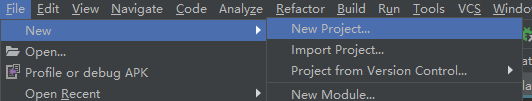 File Edit View Navigate Code Analyze Refactor Build Run Tools VCS Window
New New Project...
Open... Import Project...
Profile or debug APK Project from Version Control...
Open Recent New Module...